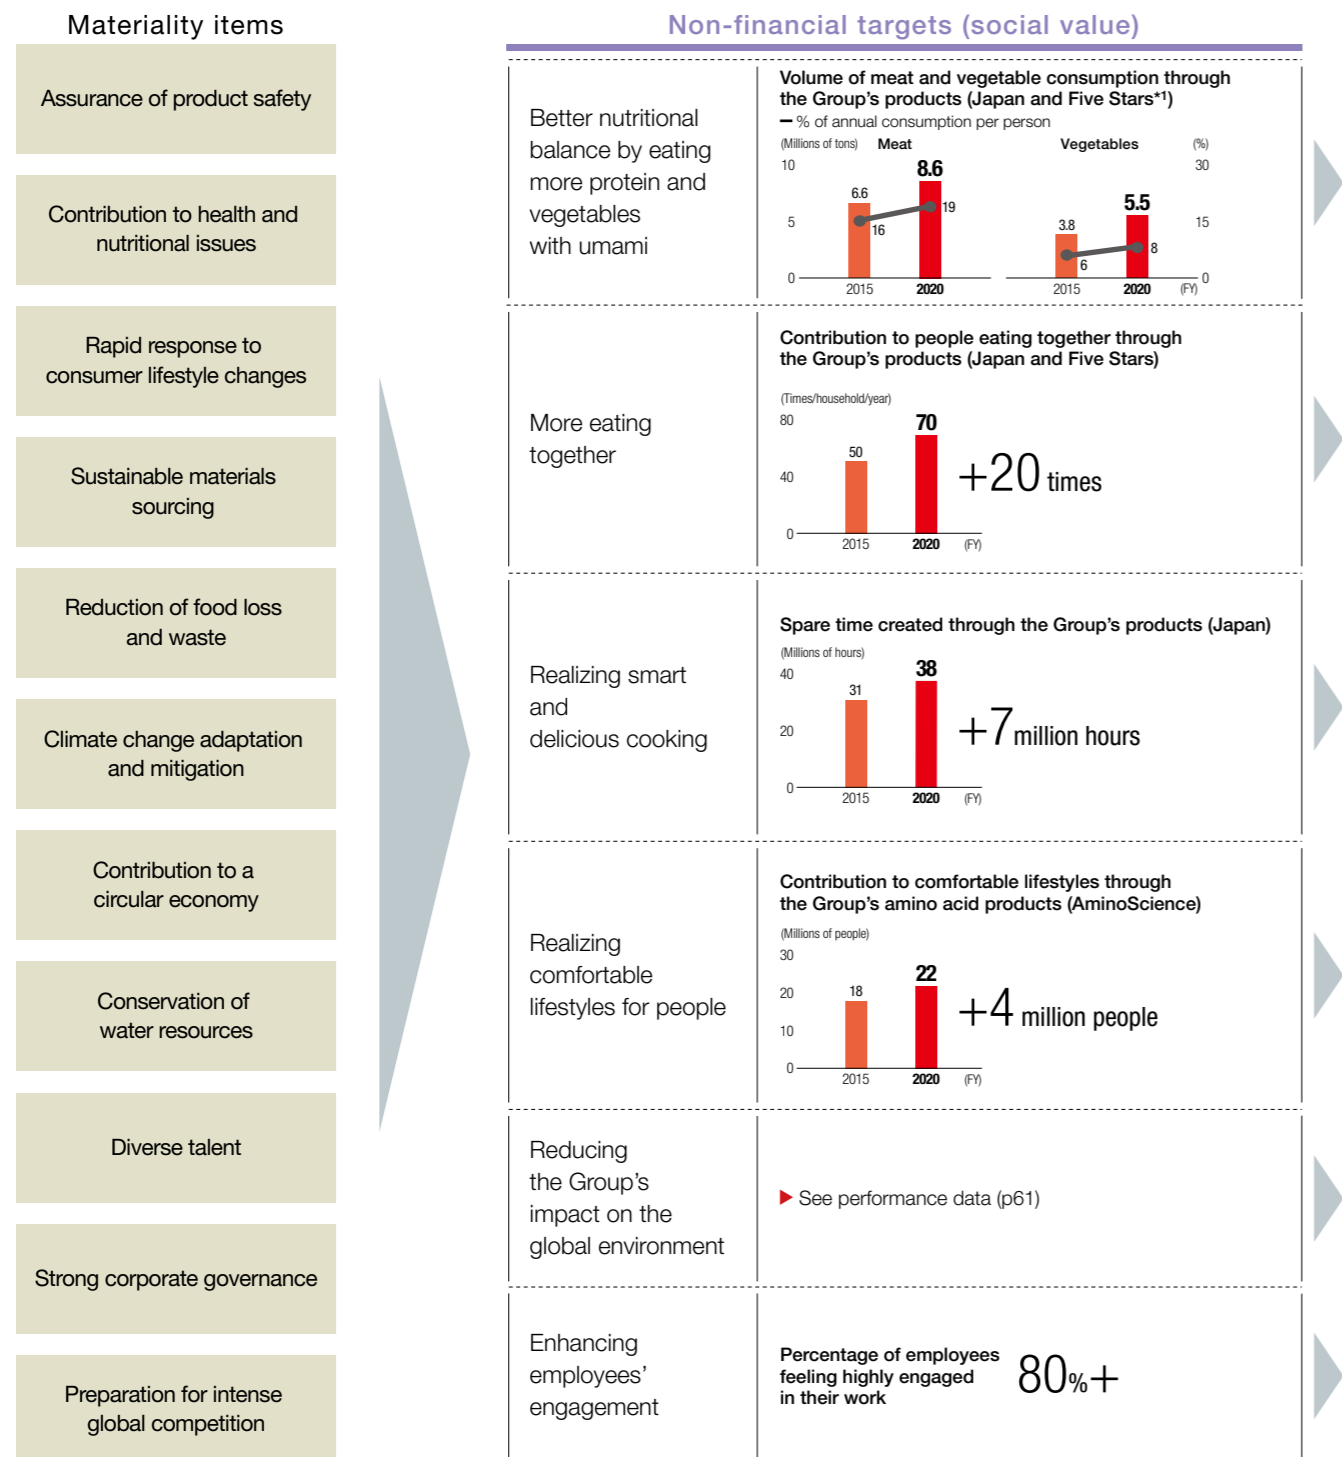 Materiality items
Assurance of product safety
Contribution to health and
nutritional issues
Rapid response to
consumer lifestyle changes
Sustainable materials
sourcing
Reduction of food loss
and waste
Climate change adaptation
and mitigation
Contribution to a
circular economy
Conservation of
water resources
Diverse talent
Strong corporate governance
Preparation for intense
global competition
Non-financial targets (social value)
Better nutritional
balance by eating
more protein and
vegetables
with umami
Volume of meat and vegetable consumption through
the Group's products (Japan and Five Stars*1)
% of annual consumption per person
(Millions of tons) Meat
10
5
0
6.6
16
8.6
19
2015 2020
Vegetables (%)
30
15
0
3.8
6
5.5
8
2015 2020 (FY)
More eating
together
Contribution to people eating together through
the Group's products (Japan and Five Stars)
(Times/household/year)
80
40
0
50
70
2015 2020 (FY)
+20 times
Realizing smart
and
delicious cooking
Spare time created through the Group's products (Japan)
(Millions of hours)
40
20
0
31
38
2015 2020 (FY)
+7 million hours
Realizing
comfortable
lifestyles for people
Contribution to comfortable lifestyles through
the Group's amino acid products (AminoScience)
(Millions of people)
30
20
10
0
18
22
2015 2020 (FY)
+4 million people
Reducing
the Group's
impact on the
global environment
See performance data (p61)
Enhancing
employees'
engagement
Percentage of employees
feeling highly engaged
in their work
80%+